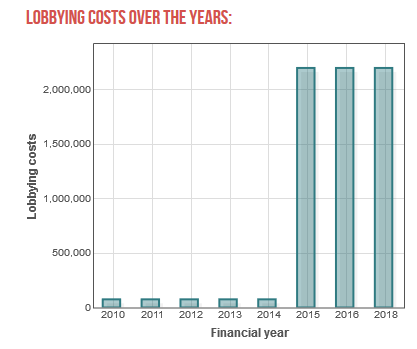 LOBBYING COSTS OVER THE YEARS:
2,000,000
1,500,000
1,000,000
500,000
0
Lobbying costs
2010 2011 2012 2013 2014 2015 2016 2018
Financial year